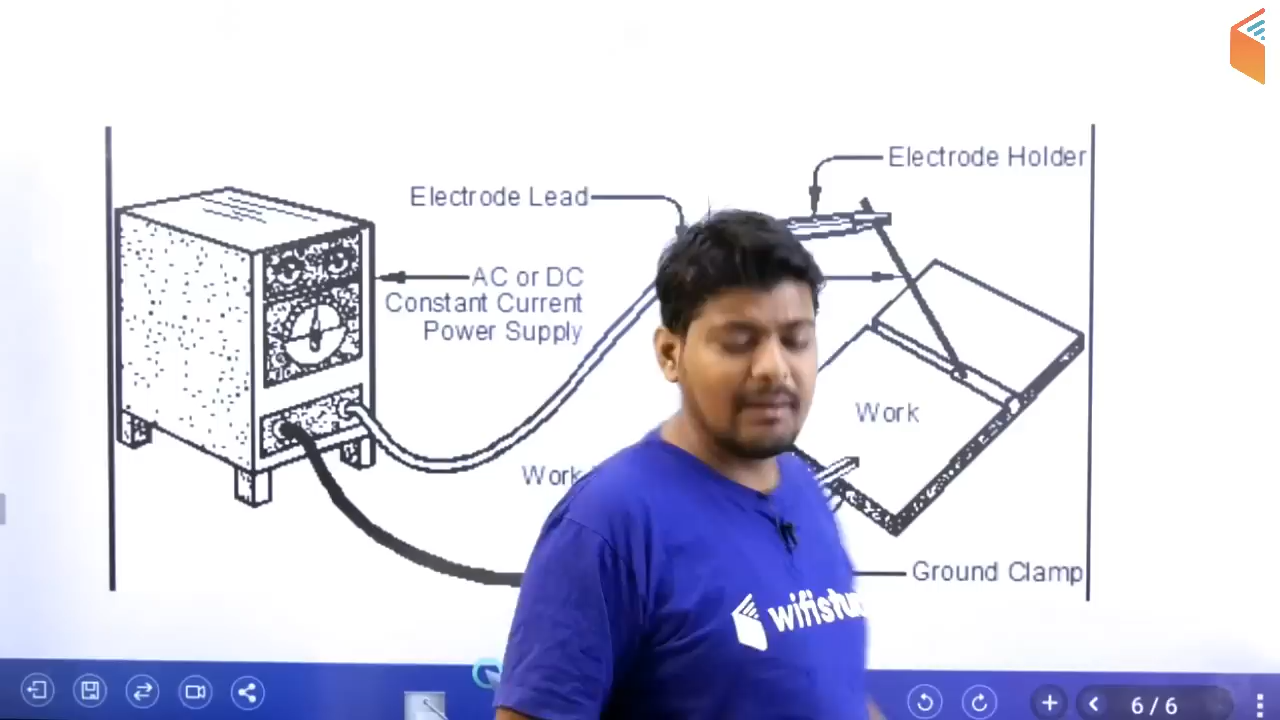 Electrode Holder
Electrode Lead
AC or DC
Constant Current
Power Supply
Work
Work
Ground Clamp
6 / 6